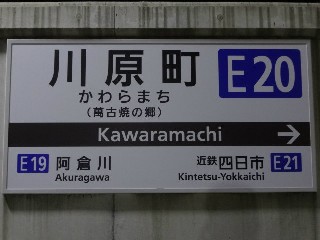 川原町 E20
かわらまち
(萬古焼の郷)
Kawaramachi →
E19 阿倉川 近鉄四日市 E21
Akuragawa Kintetsu-Yokkaichi